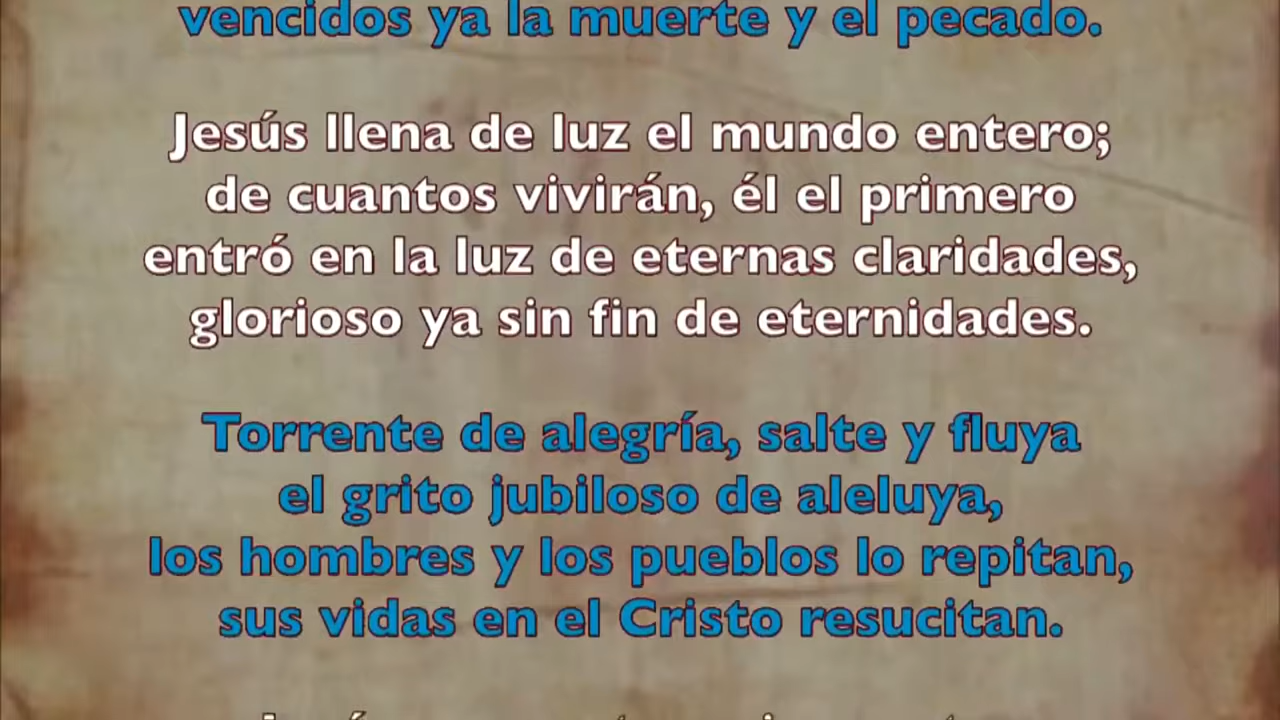 vencidos ya la muerte y el pecado.
Jesús llena de luz el mundo entero;
de cuantos vivirán, él el primero
entró en la luz de eternas claridades,
glorioso ya sin fin de eternidades.
Torrente de alegría, salte y fluya
el grito jubiloso de aleluya,
los hombres y los pueblos lo repitan,
sus vidas en el Cristo resucitan.